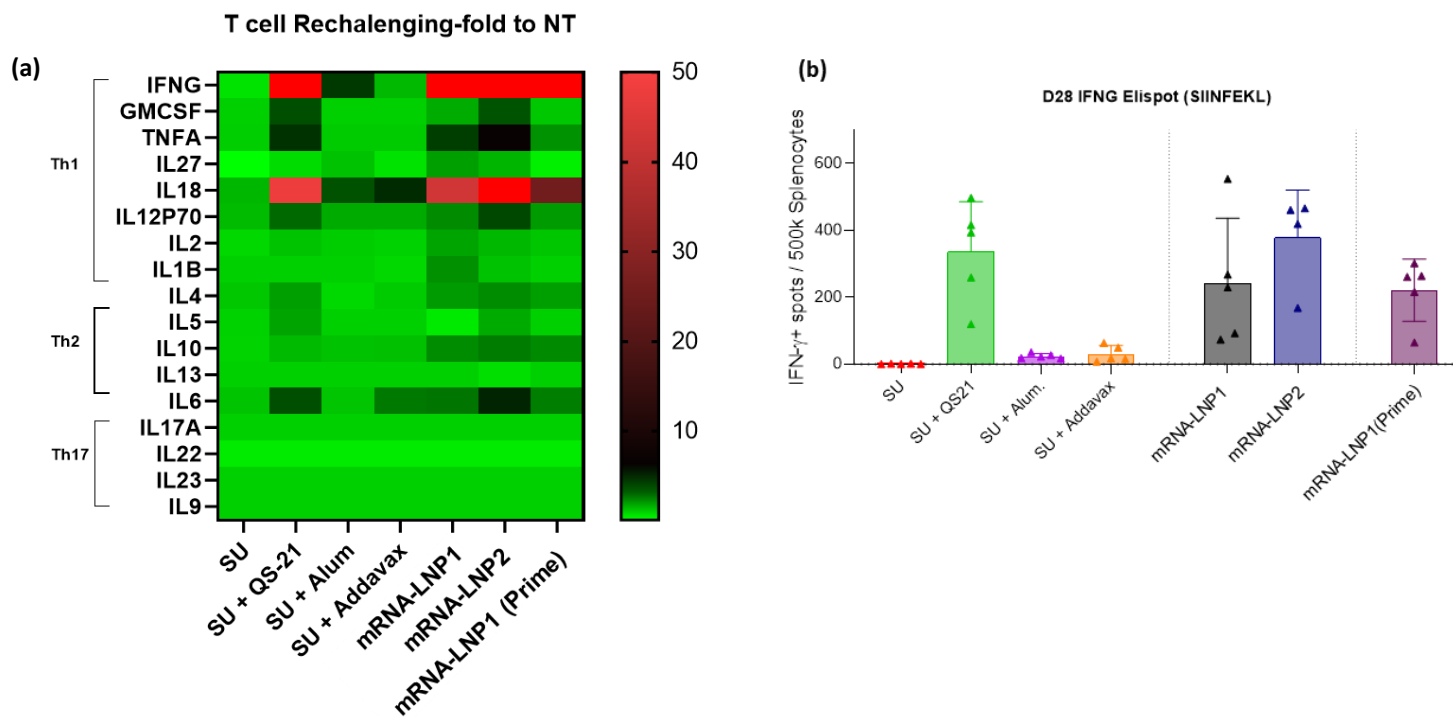 T cell Rechalenging-fold to NT
(a)
Th1
Th2
Th17
IFNG
GMCSF
TNFA
IL27
IL18
IL12P70
IL2
IL1B
IL4
IL5
IL10
IL13
IL6
IL17A
IL22
IL23
IL9
SU
SU + QS-21
SU + Alum
SU + Addavax
mRNA-LNP1
mRNA-LNP2
mRNA-LNP1 (Prime)
50
40
30
20
10
(b)
D28 IFNG Elispot (SIINFEKL)
IFN-γ+ spots / 500k Splenocytes
600
400
200
0
SU
SU + QS21
SU + Alum.
SU + Addavax
mRNA-LNP1
mRNA-LNP2
mRNA-LNP1(Prime)